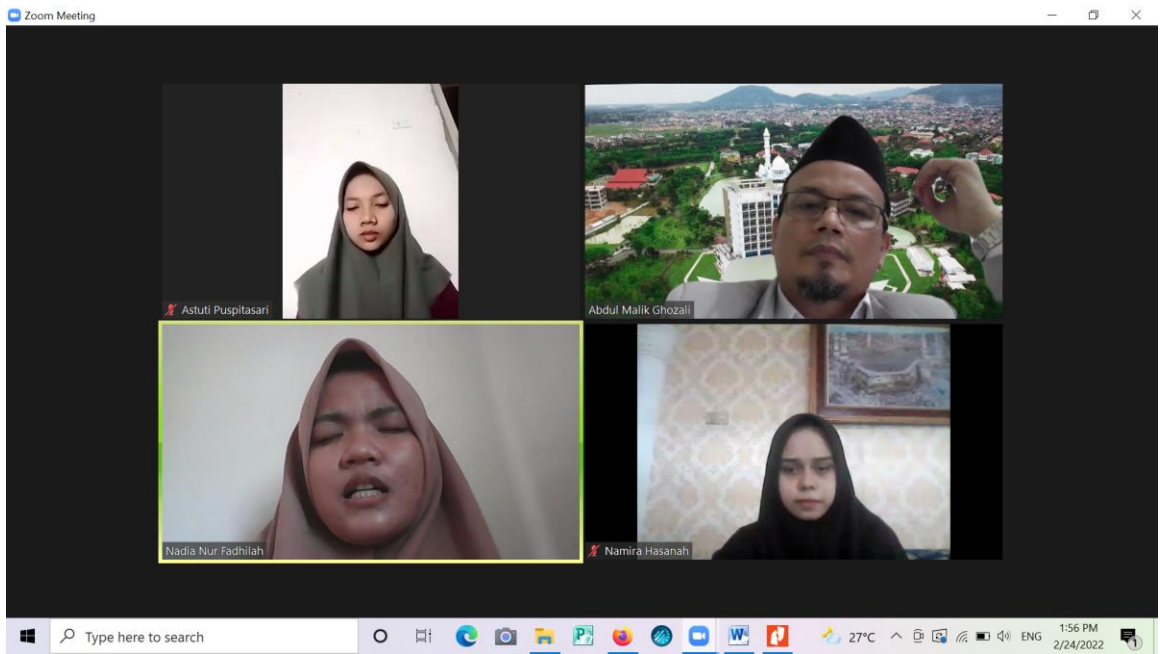 Zoom Meeting
Astuti Puspitasari
Abdul Malik Ghozali
Nadia Nur Fadhilah
Namira Hasanah
Type here to search
27°C
ENG
1:56 PM
2/24/2022
1